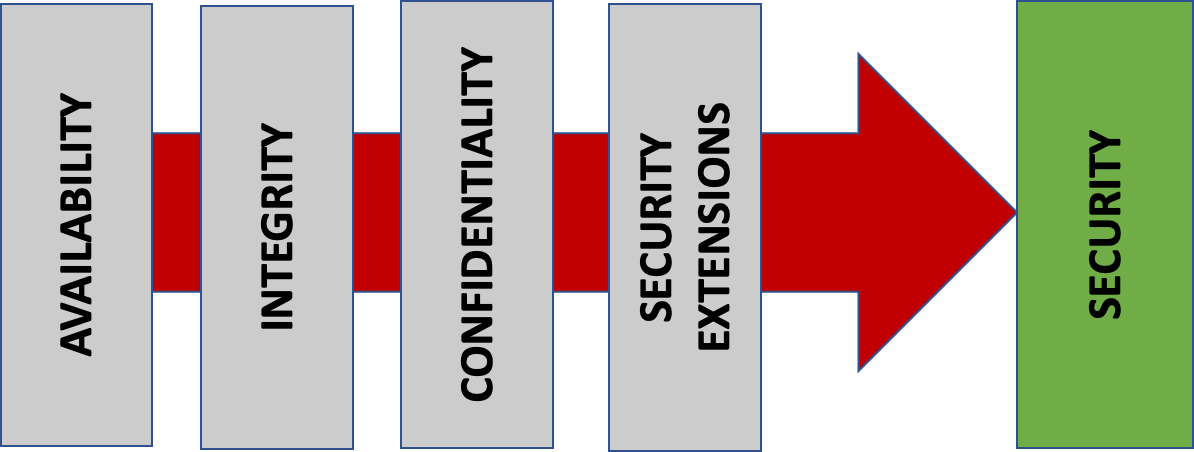 AVAILABILITY
INTEGRITY
CONFIDENTIALITY
SECURITY
EXTENSIONS
SECURITY